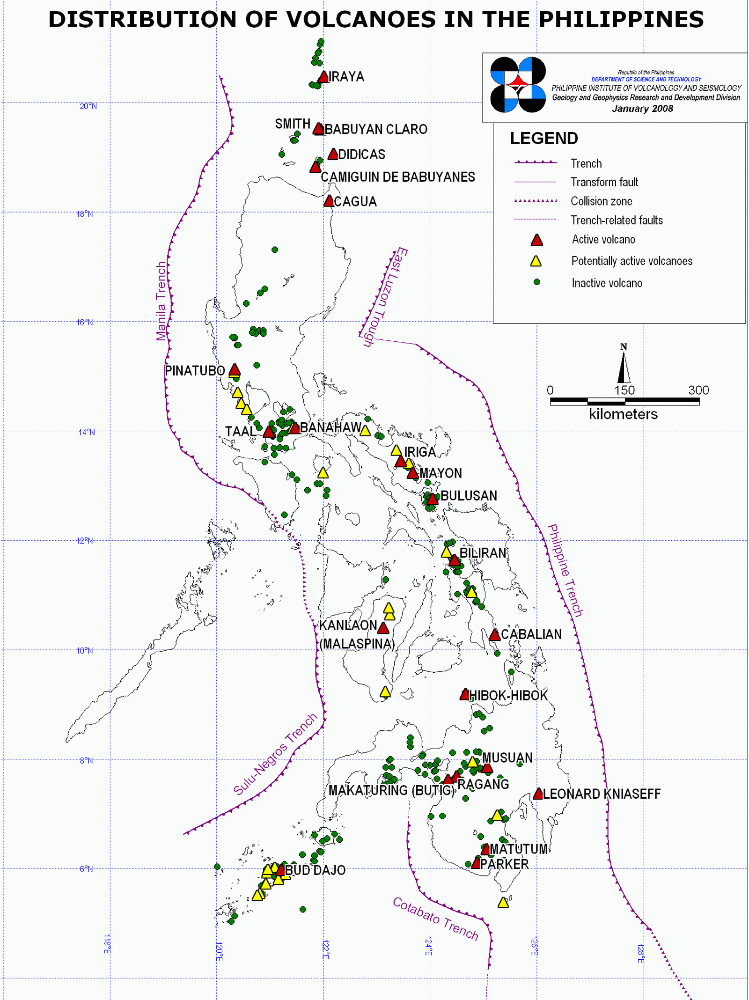 DISTRIBUTION OF VOLCANOES IN THE PHILIPPINES
Republic of the Philippines
DEPARTMENT OF SCIENCE AND TECHNOLOGY
PHILIPPINE INSTITUTE OF VOLCANOLOGY AND SEISMOLOGY
Geology and Geophysics Research and Development Division
January 2008
LEGEND
Trench
Transform fault
Collision zone
Trench-related faults
Active volcano
Potentially active volcanoes
Inactive volcano
N
0 150 300
kilometers
IRAYA
20°N
SMITH
BABUYAN CLARO
DIDICAS
CAMIGUIN DE BABUYANES
CAGUA
18°N
East Luzon Trough
Manila Trench
16°N
PINATUBO
14°N
TAAL
BANAHAW
IRIGA
MAYON
BULUSAN
12°N
Philippine Trench
BILIRAN
KANLAON
(MALASPINA)
CABALIAN
10°N
HIBOK-HIBOK
Sulu-Negros Trench
8°N
MUSUAN
RAGANG
MAKATURING (BUTIG)
LEONARD KNIASEFF
MATUTUM
PARKER
6°N
BUD DAJO
Cotabato Trench
118°E
120°E
122°E
124°E
126°E
128°E